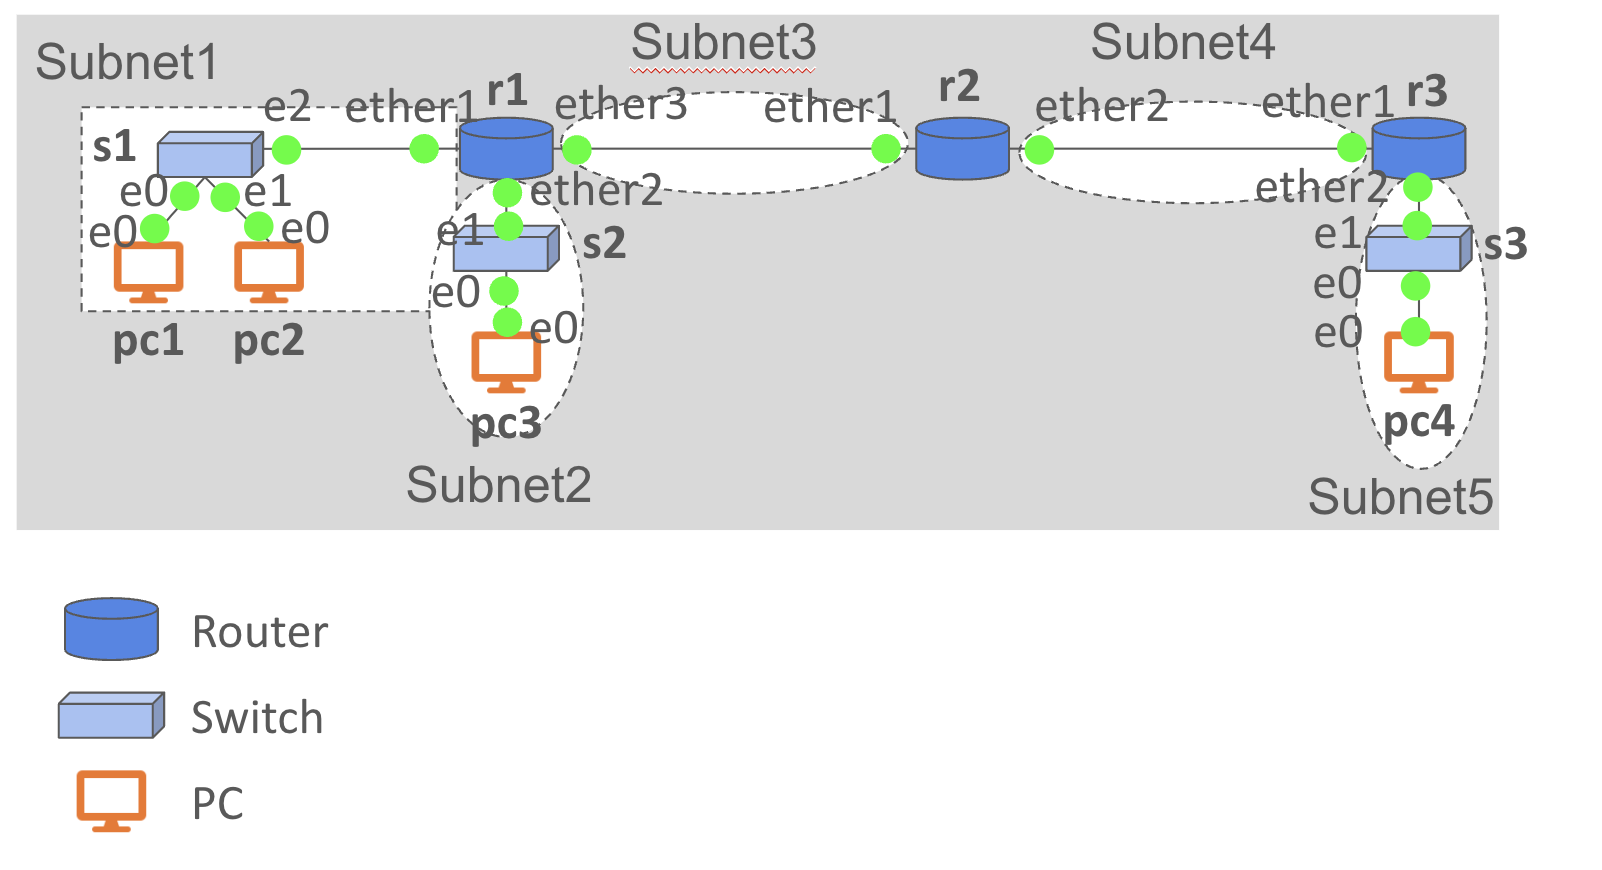 Subnet1
Subnet3
Subnet4
s1
e2
ether1
r1
ether3
ether1
r2
ether2
ether1
r3
e0
e1
e0
e0
pc1
pc2
ether2
e1
s2
e0
e0
pc3
Subnet2
ether2
e1
s3
e0
e0
pc4
Subnet5
Router
Switch
PC